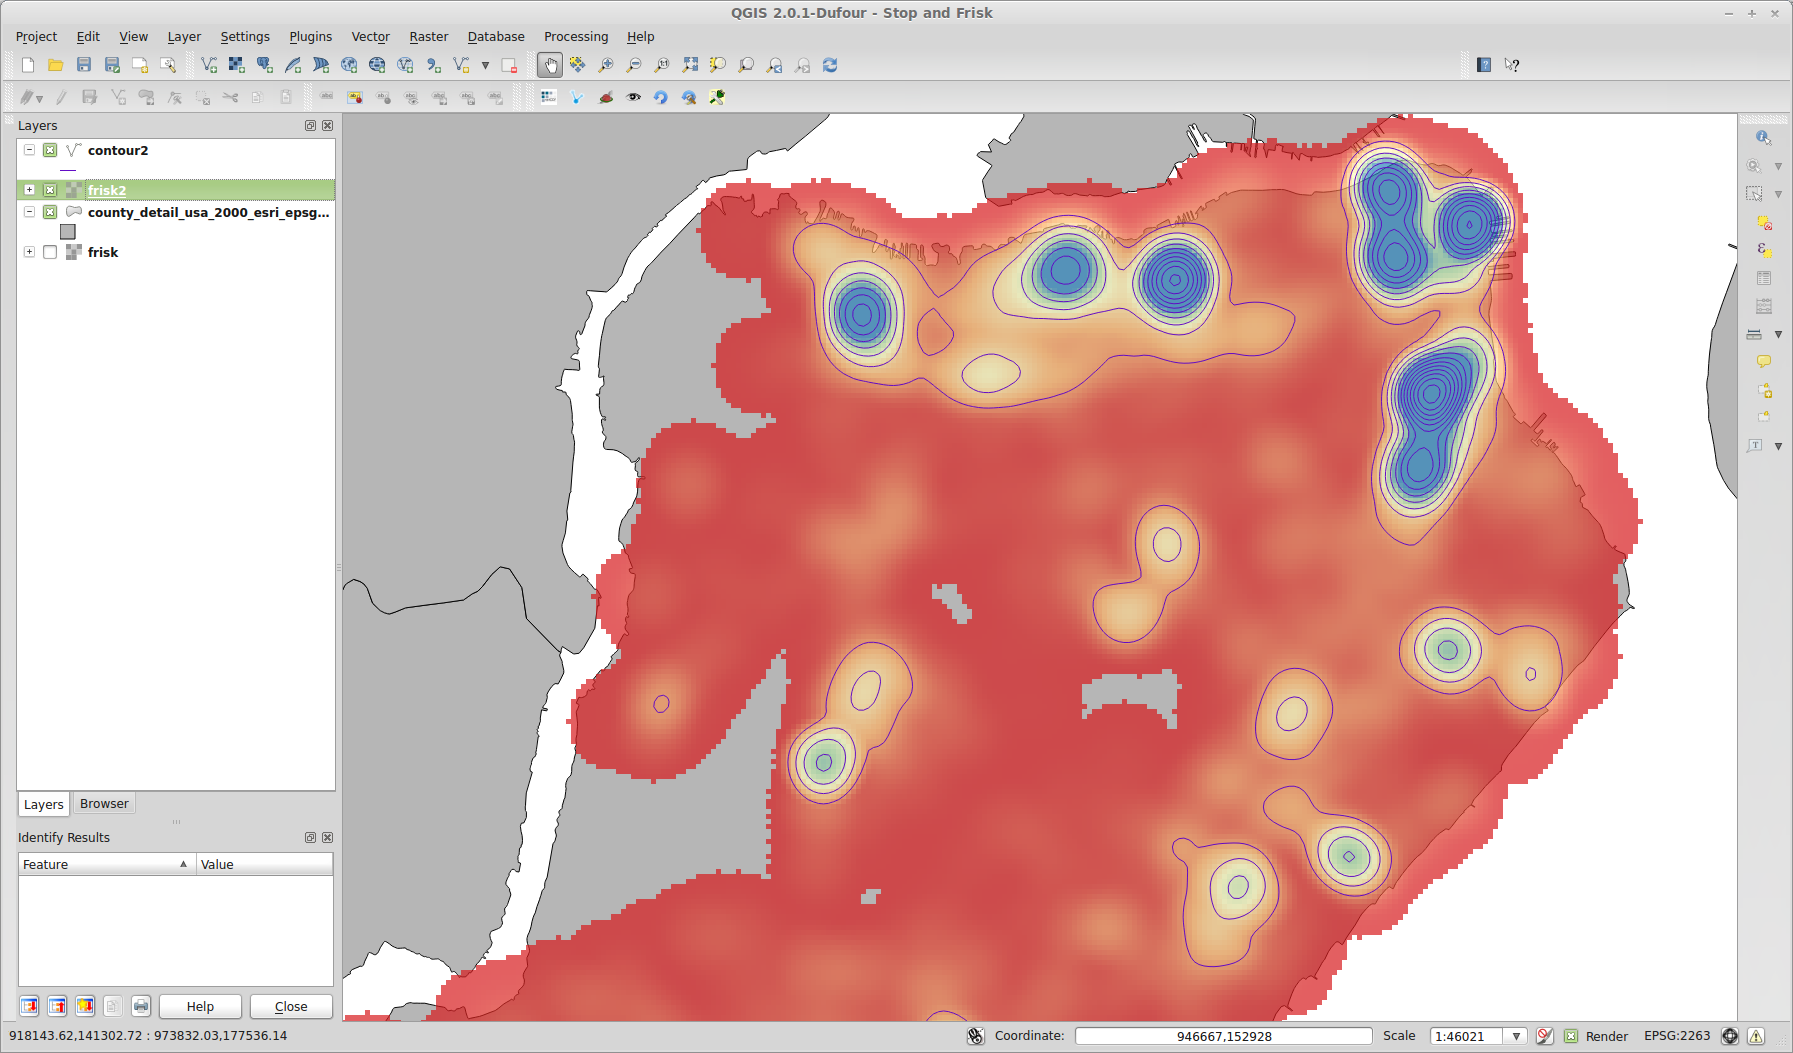 QGIS 2.0.1-Dufour - Stop and Frisk
Project Edit View Layer Settings Plugins Vector Raster Database Processing Help
Layers
contour2
frisk2
county_detail_usa_2000_esri_epsg...
frisk
Layers Browser
Identify Results
Feature Value
Help Close
918143.62,141302.72 : 973832.03,177536.14 Coordinate: 946667,152928 Scale 1:46021 Render EPSG:2263